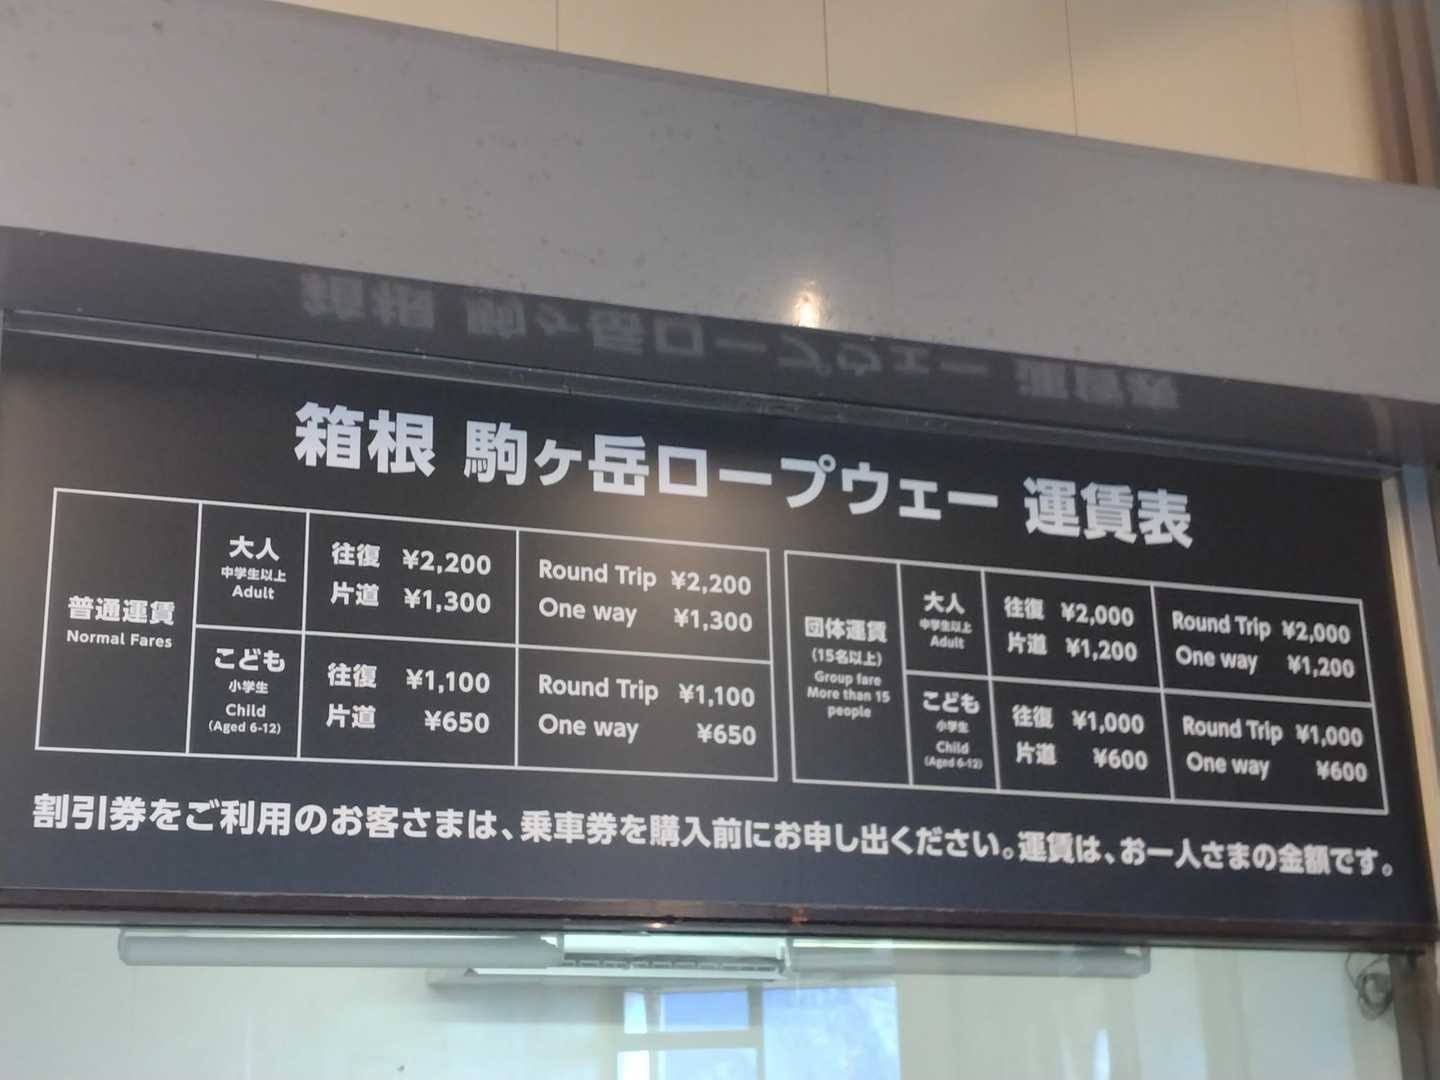 箱根 駒ヶ岳ロープウェー 運賃表
普通運賃
Normal Fares
大人
中学生以上
Adult
往復 ¥2,200
片道 ¥1,300
Round Trip ¥2,200
One way ¥1,300
こども
小学生
Child
(Aged 6-12)
往復 ¥1,100
片道 ¥650
Round Trip ¥1,100
One way ¥650
団体運賃
(15名以上)
Group fare
More than 15
people
大人
中学生以上
Adult
往復 ¥2,000
片道 ¥1,200
Round Trip ¥2,000
One way ¥1,200
こども
小学生
Child
(Aged 6-12)
往復 ¥1,000
片道 ¥600
Round Trip ¥1,000
One way ¥600
割引券をご利用のお客さまは、乗車券を購入前にお申し出ください。運賃は、お一人さまの金額です。